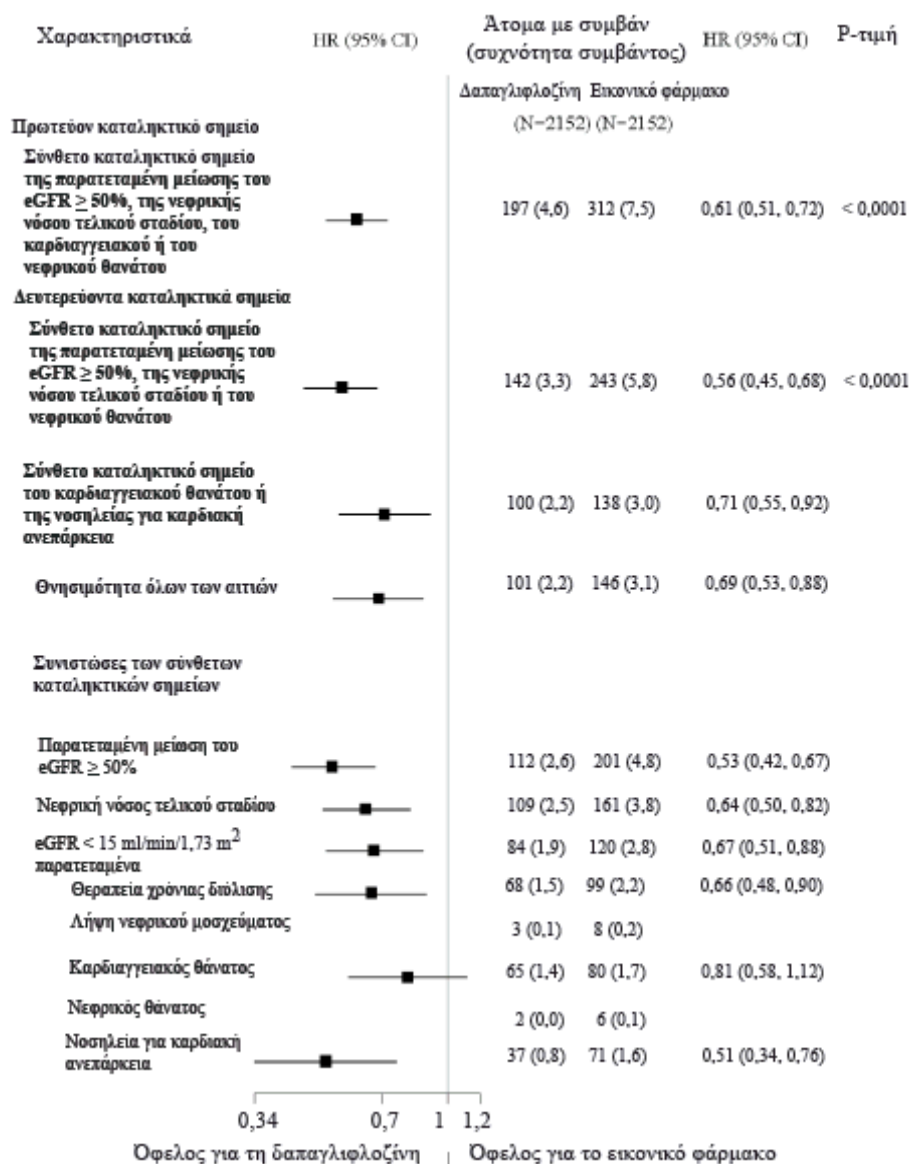 Χαρακτηριστικά HR (95% CI) Άτομα με συμβάν (συχνότητα συμβάντος) HR (95% CI) P-τιμή
Δαπαγλιφλοζίνη Εικονικό φάρμακο
(N=2152) (N=2152)
Πρωτεύον καταληκτικό σημείο
Σύνθετο καταληκτικό σημείο
της παρατεταμένη μείωσης του
eGFR ≥ 50%, της νεφρικής
νόσου τελικού σταδίου, του
καρδιαγγειακού ή του
νεφρικού θανάτου
197 (4,6) 312 (7,5) 0,61 (0,51, 0,72) < 0,0001
Δευτερεύοντα καταληκτικά σημεία
Σύνθετο καταληκτικό σημείο
της παρατεταμένη μείωσης του
eGFR ≥ 50%, της νεφρικής
νόσου τελικού σταδίου ή του
νεφρικού θανάτου
142 (3,3) 243 (5,8) 0,56 (0,45, 0,68) < 0,0001
Σύνθετο καταληκτικό σημείο
του καρδιαγγειακού θανάτου ή
της νοσηλείας για καρδιακή
ανεπάρκεια
100 (2,2) 138 (3,0) 0,71 (0,55, 0,92)
Θνησιμότητα όλων των αιτιών 101 (2,2) 146 (3,1) 0,69 (0,53, 0,88)
Συνιστώσες των σύνθετων
καταληκτικών σημείων
Παρατεταμένη μείωση του
eGFR ≥ 50%
112 (2,6) 201 (4,8) 0,53 (0,42, 0,67)
Νεφρική νόσος τελικού σταδίου 109 (2,5) 161 (3,8) 0,64 (0,50, 0,82)
eGFR < 15 ml/min/1,73 m²
παρατεταμένα
84 (1,9) 120 (2,8) 0,67 (0,51, 0,88)
Θεραπεία χρόνιας διύλισης 68 (1,5) 99 (2,2) 0,66 (0,48, 0,90)
Λήψη νεφρικού μοσχεύματος 3 (0,1) 8 (0,2)
Καρδιαγγειακός θάνατος 65 (1,4) 80 (1,7) 0,81 (0,58, 1,12)
Νεφρικός θάνατος 2 (0,0) 6 (0,1)
Νοσηλεία για καρδιακή
ανεπάρκεια
37 (0,8) 71 (1,6) 0,51 (0,34, 0,76)
0,34 0,7 1 1,2
Όφελος για τη δαπαγλιφλοζίνη Όφελος για το εικονικό φάρμακο